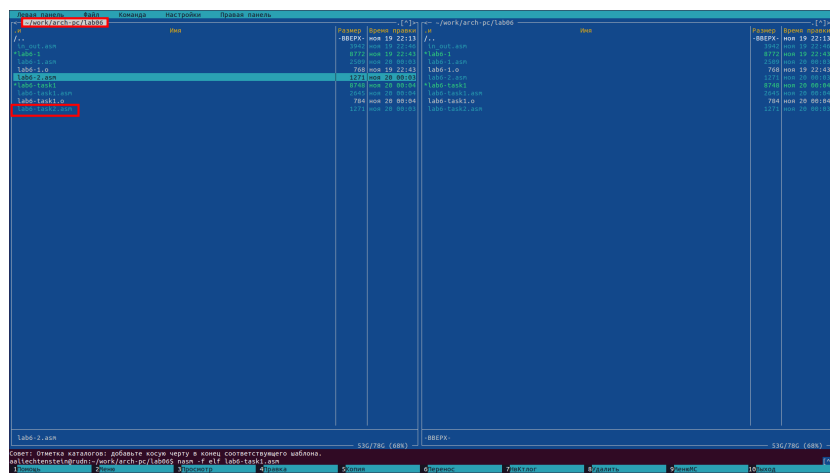 Левая панель Файл Команда Настройки Правая панель
~/work/arch-pc/lab06 .[^]> <─ ~/work/arch-pc/lab06 .[^]>
.и Имя Размер Время правки .и Имя Размер Время правки
/.. -ВВЕРХ- ноя 19 22:13 /.. -ВВЕРХ- ноя 19 22:13
in_out.asm 3942 ноя 19 22:46 in_out.asm 3942 ноя 19 22:46
*lab6-1 8772 ноя 19 22:43 *lab6-1 8772 ноя 19 22:43
lab6-1.asm 2509 ноя 20 00:03 lab6-1.asm 2509 ноя 20 00:03
lab6-1.o 768 ноя 19 22:43 lab6-1.o 768 ноя 19 22:43
lab6-2.asm 1271 ноя 20 00:03 lab6-2.asm 1271 ноя 20 00:03
*lab6-task1 8748 ноя 20 00:04 *lab6-task1 8748 ноя 20 00:04
lab6-task1.asm 2645 ноя 20 00:04 lab6-task1.asm 2645 ноя 20 00:04
lab6-task1.o 784 ноя 20 00:04 lab6-task1.o 784 ноя 20 00:04
lab6-task2.asm 1271 ноя 20 00:03 lab6-task2.asm 1271 ноя 20 00:03
lab6-2.asm -ВВЕРХ-
53G/78G (68%) 53G/78G (68%)
Совет: Отметка каталогов: добавьте косую черту в конец соответствующего шаблона.
aaliechtenstein@rudn:~/work/arch-pc/lab06$ nasm -f elf lab6-task1.asm [^]
1Помощь 2Меню 3Просмотр 4Правка 5Копия 6Перенос 7НвКтлог 8Удалить 9МенюMC 10Выход